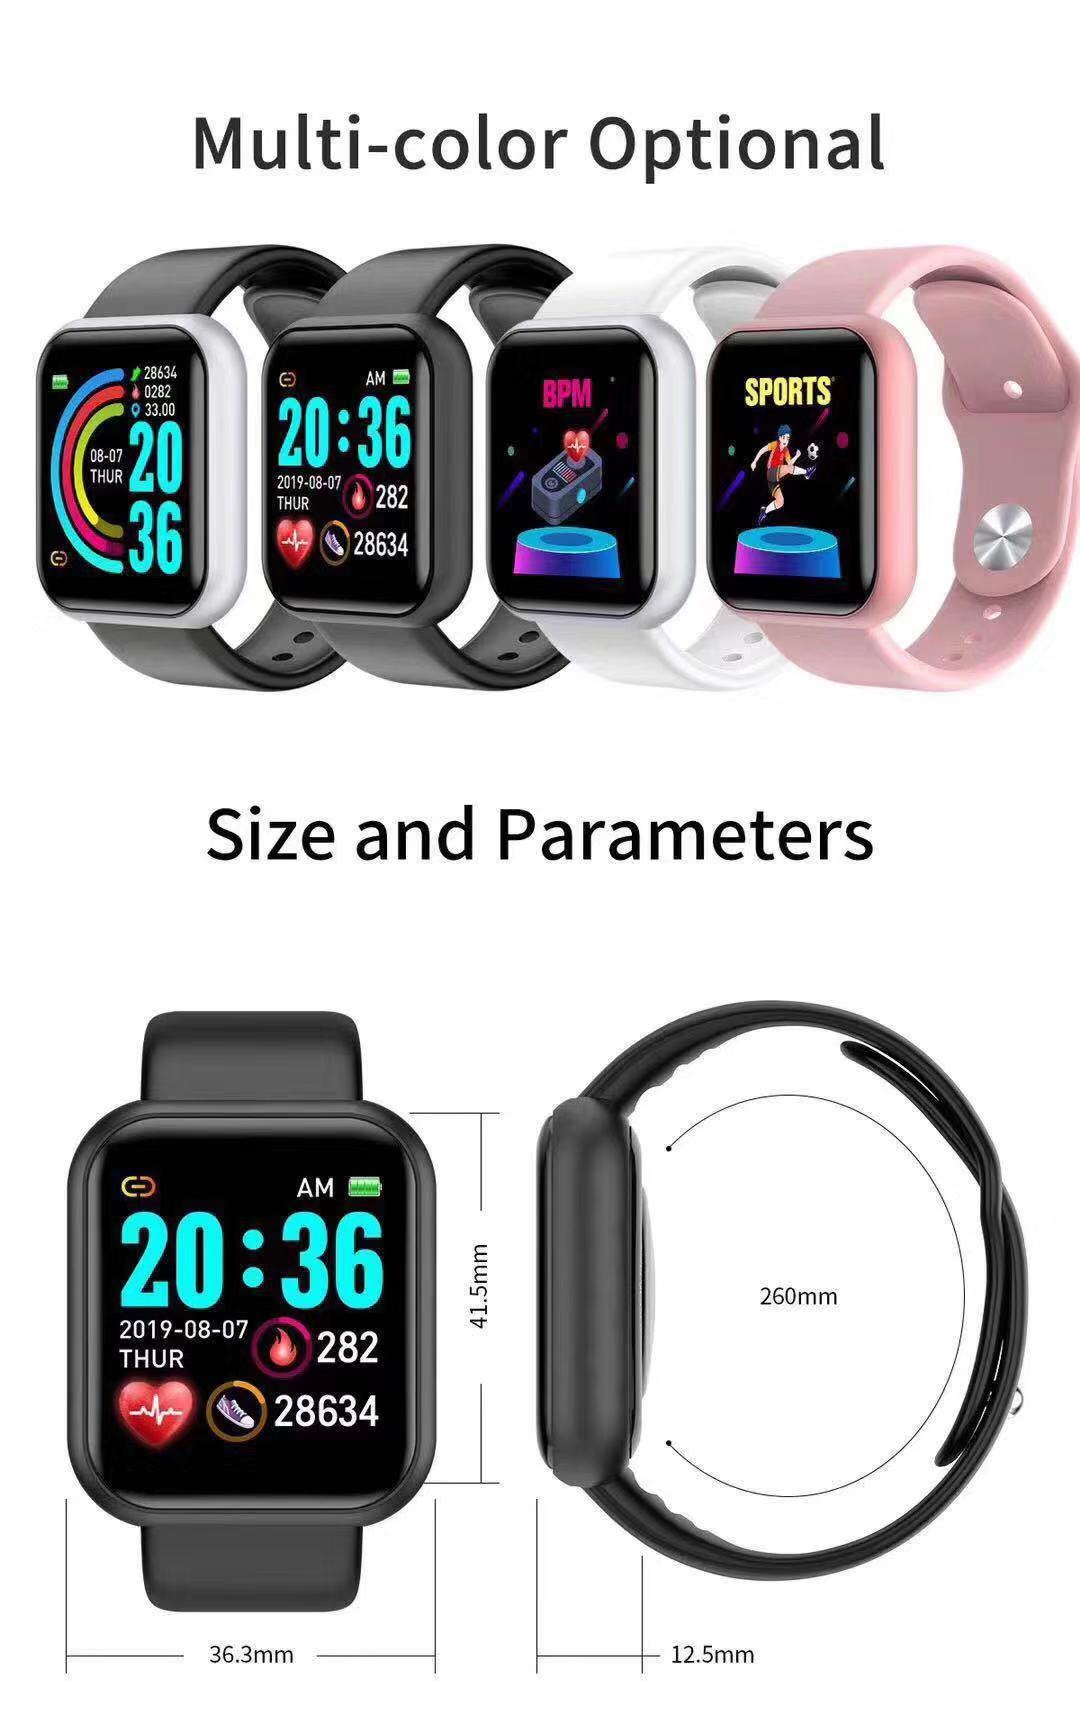 Multi-color Optional
28634
0282
33.00
08-07
THUR
20
36
AM
20:36
2019-08-07
THUR
282
28634
BPM
SPORTS
Size and Parameters
AM
20:36
2019-08-07
THUR
282
28634
41.5mm
260mm
36.3mm
12.5mm